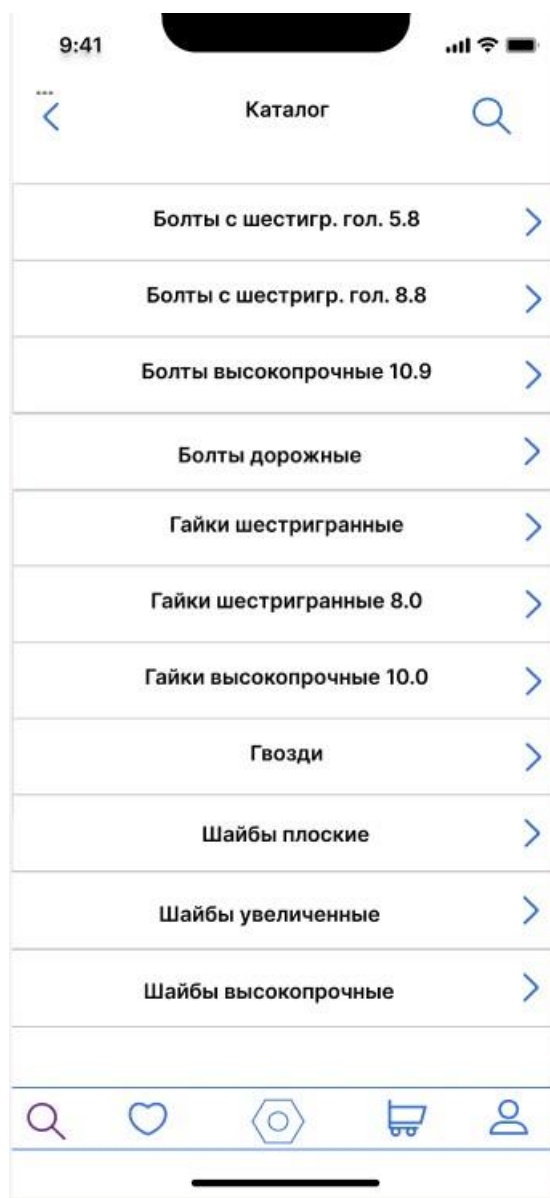 9:41
Каталог
Болты с шестигр. гол. 5.8
Болты с шестригр. гол. 8.8
Болты высокопрочные 10.9
Болты дорожные
Гайки шестригранные
Гайки шестригранные 8.0
Гайки высокопрочные 10.0
Гвозди
Шайбы плоские
Шайбы увеличенные
Шайбы высокопрочные